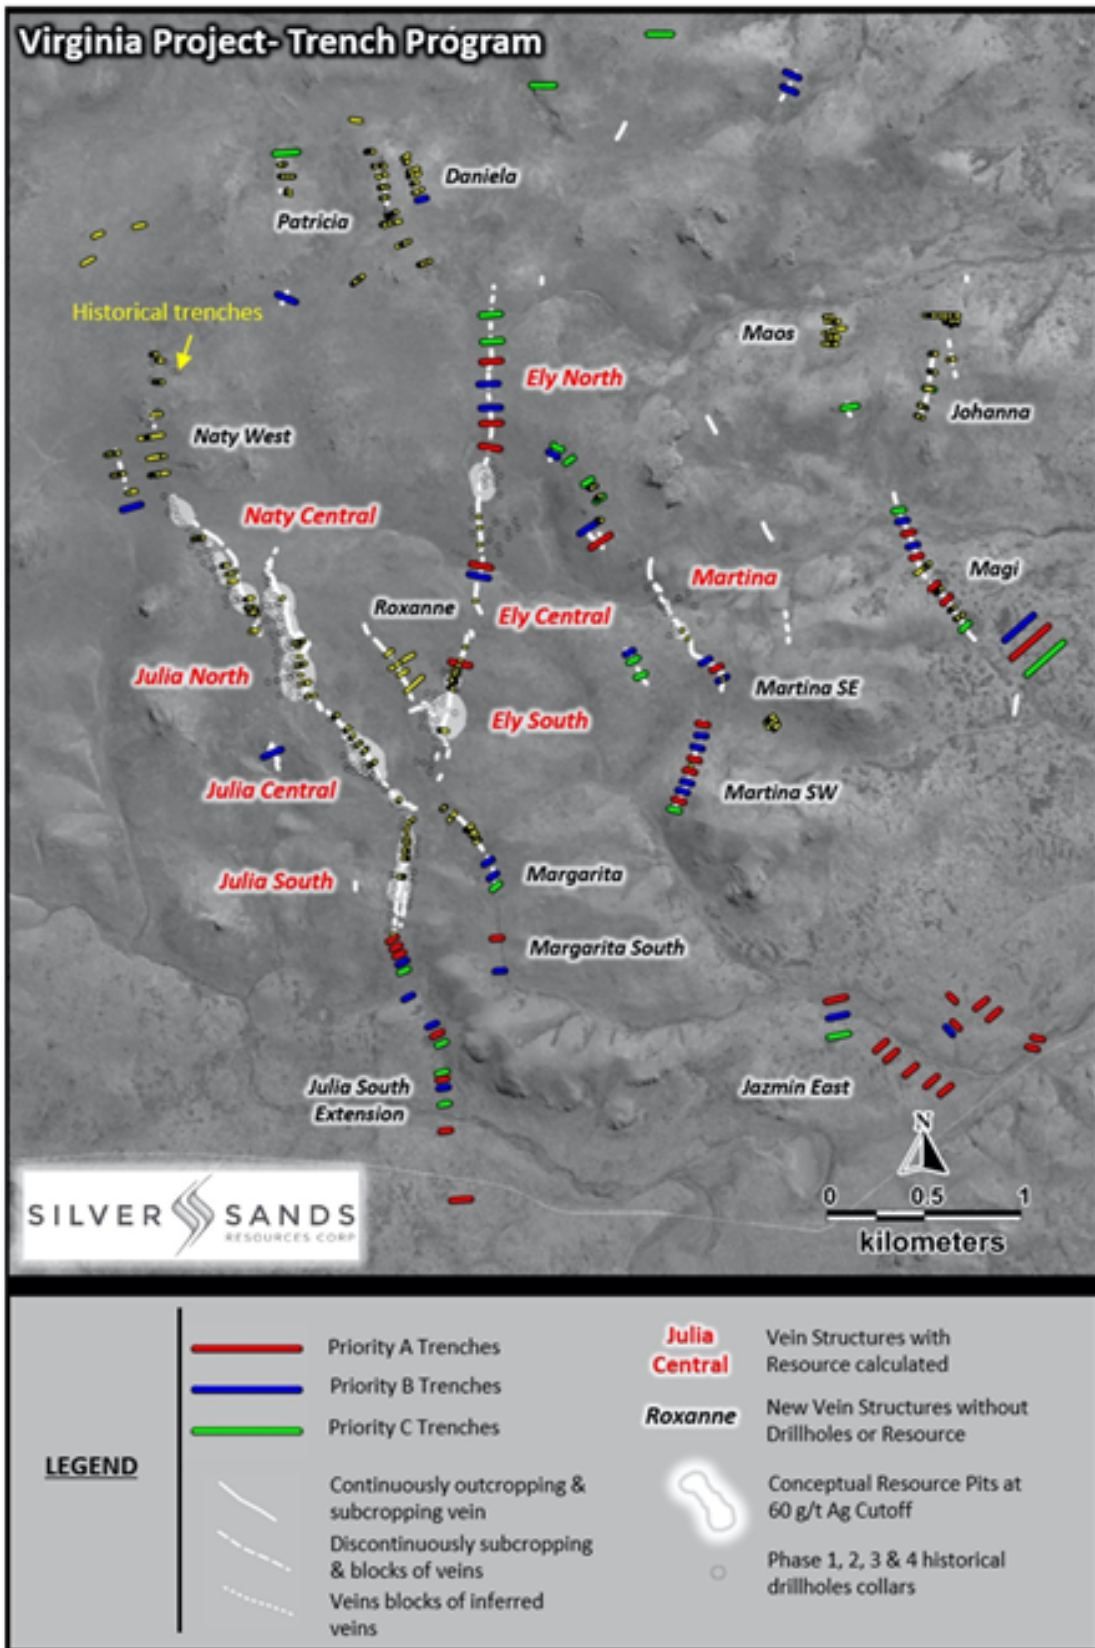 Virginia Project- Trench Program
Daniela
Patricia
Historical trenches
Maos
Ely North
Johanna
Naty West
Naty Central
Magi
Martina
Roxanne
Ely Central
Julia North
Martina SE
Ely South
Julia Central
Martina SW
Julia South
Margarita
Margarita South
Julia South
Extension
Jazmin East
N
0 0.5 1
kilometers
SILVER SANDS
RESOURCES CORP
LEGEND
Priority A Trenches
Priority B Trenches
Priority C Trenches
Continuously outcropping &
subcropping vein
Discontinuously subcropping
& blocks of veins
Veins blocks of inferred
veins
Julia
Central
Vein Structures with
Resource calculated
Roxanne
New Vein Structures without
Drillholes or Resource
Conceptual Resource Pits at
60 g/t Ag Cutoff
Phase 1, 2, 3 & 4 historical
drillholes collars